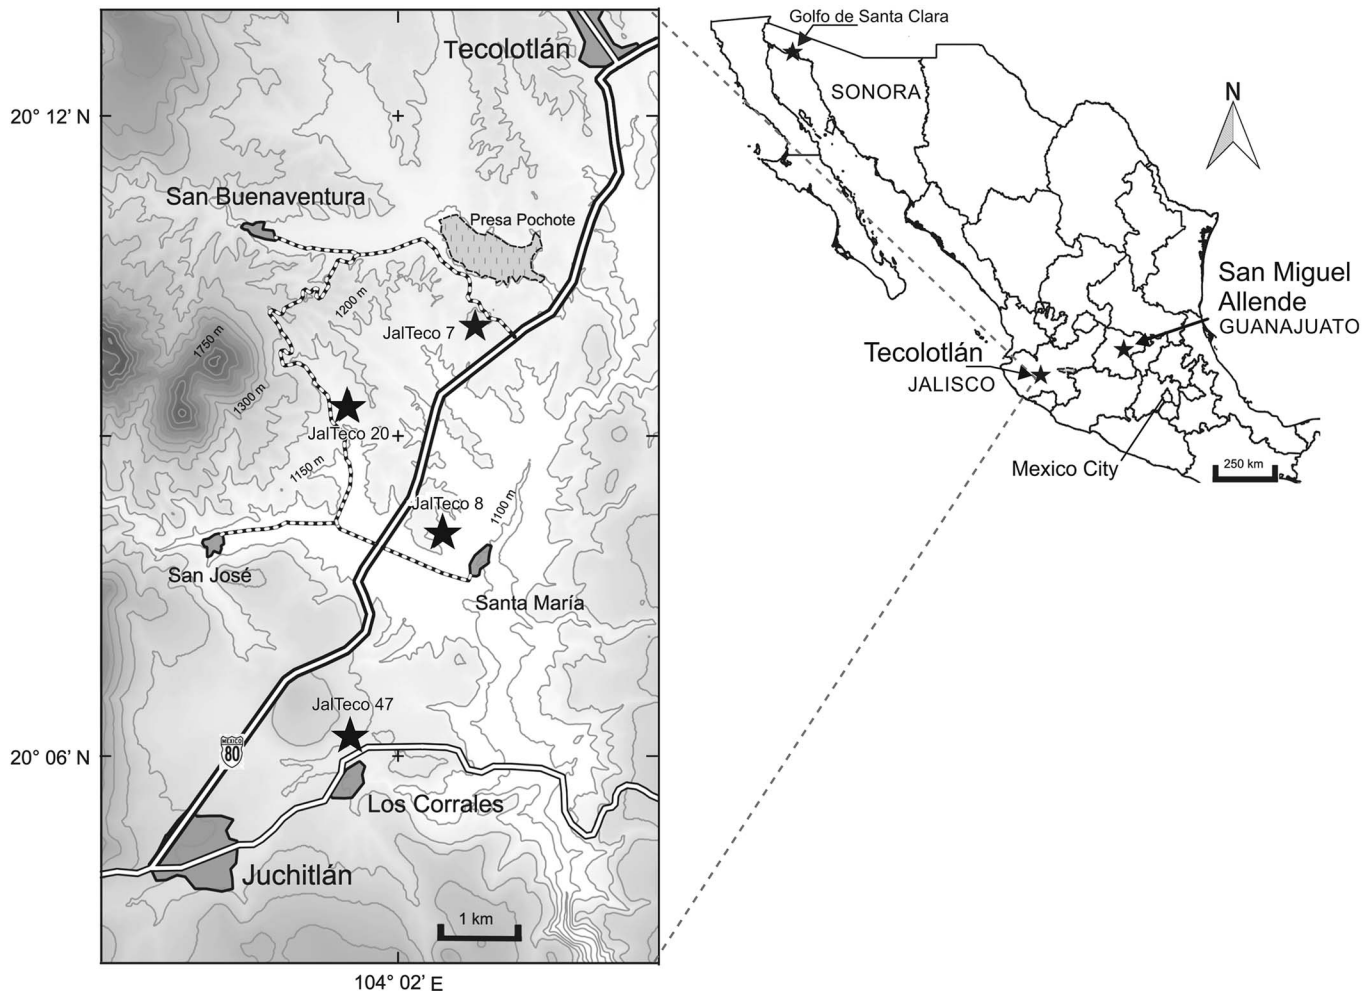 Tecolotlán
20° 12' N
San Buenaventura
Presa Pochote
1200 m
JalTeco 7
1750 m
1300 m
JalTeco 20
1150 m
JalTeco 8
1100 m
San José
Santa María
JalTeco 47
MEXICO
80
20° 06' N
Los Corrales
Juchitlán
1 km
104° 02' E
Golfo de Santa Clara
SONORA
N
San Miguel
Allende
GUANAJUATO
Tecolotlán
JALISCO
Mexico City
250 km